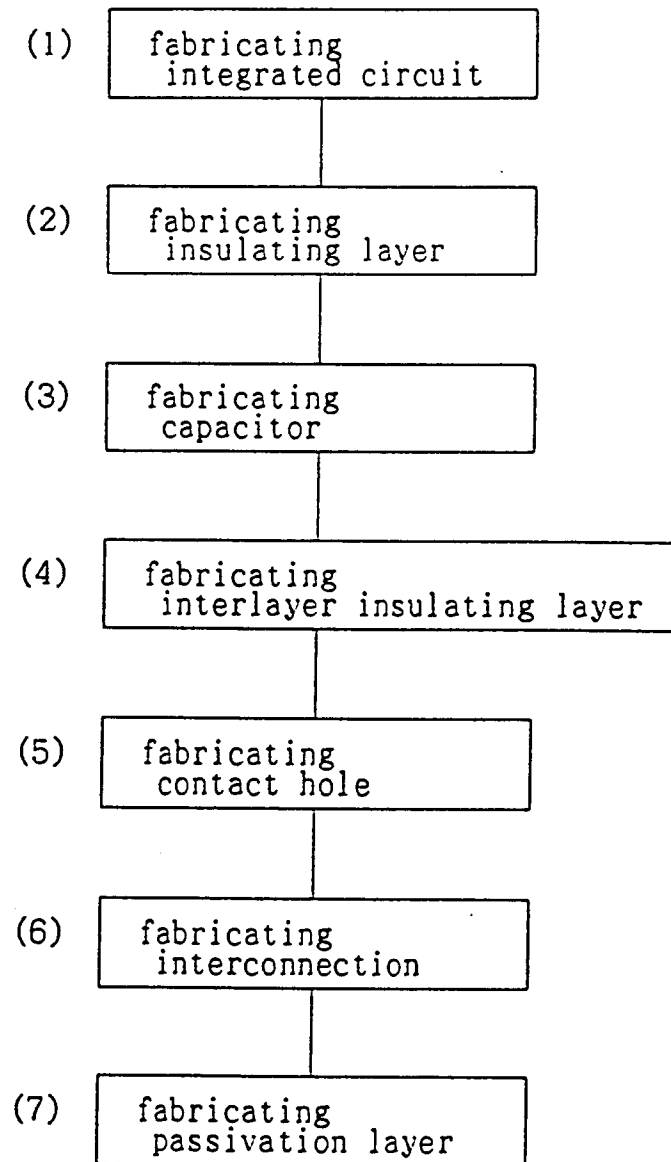 (1) fabricating
integrated circuit
(2) fabricating
insulating layer
(3) fabricating
capacitor
(4) fabricating
interlayer insulating layer
(5) fabricating
contact hole
(6) fabricating
interconnection
(7) fabricating
passivation layer